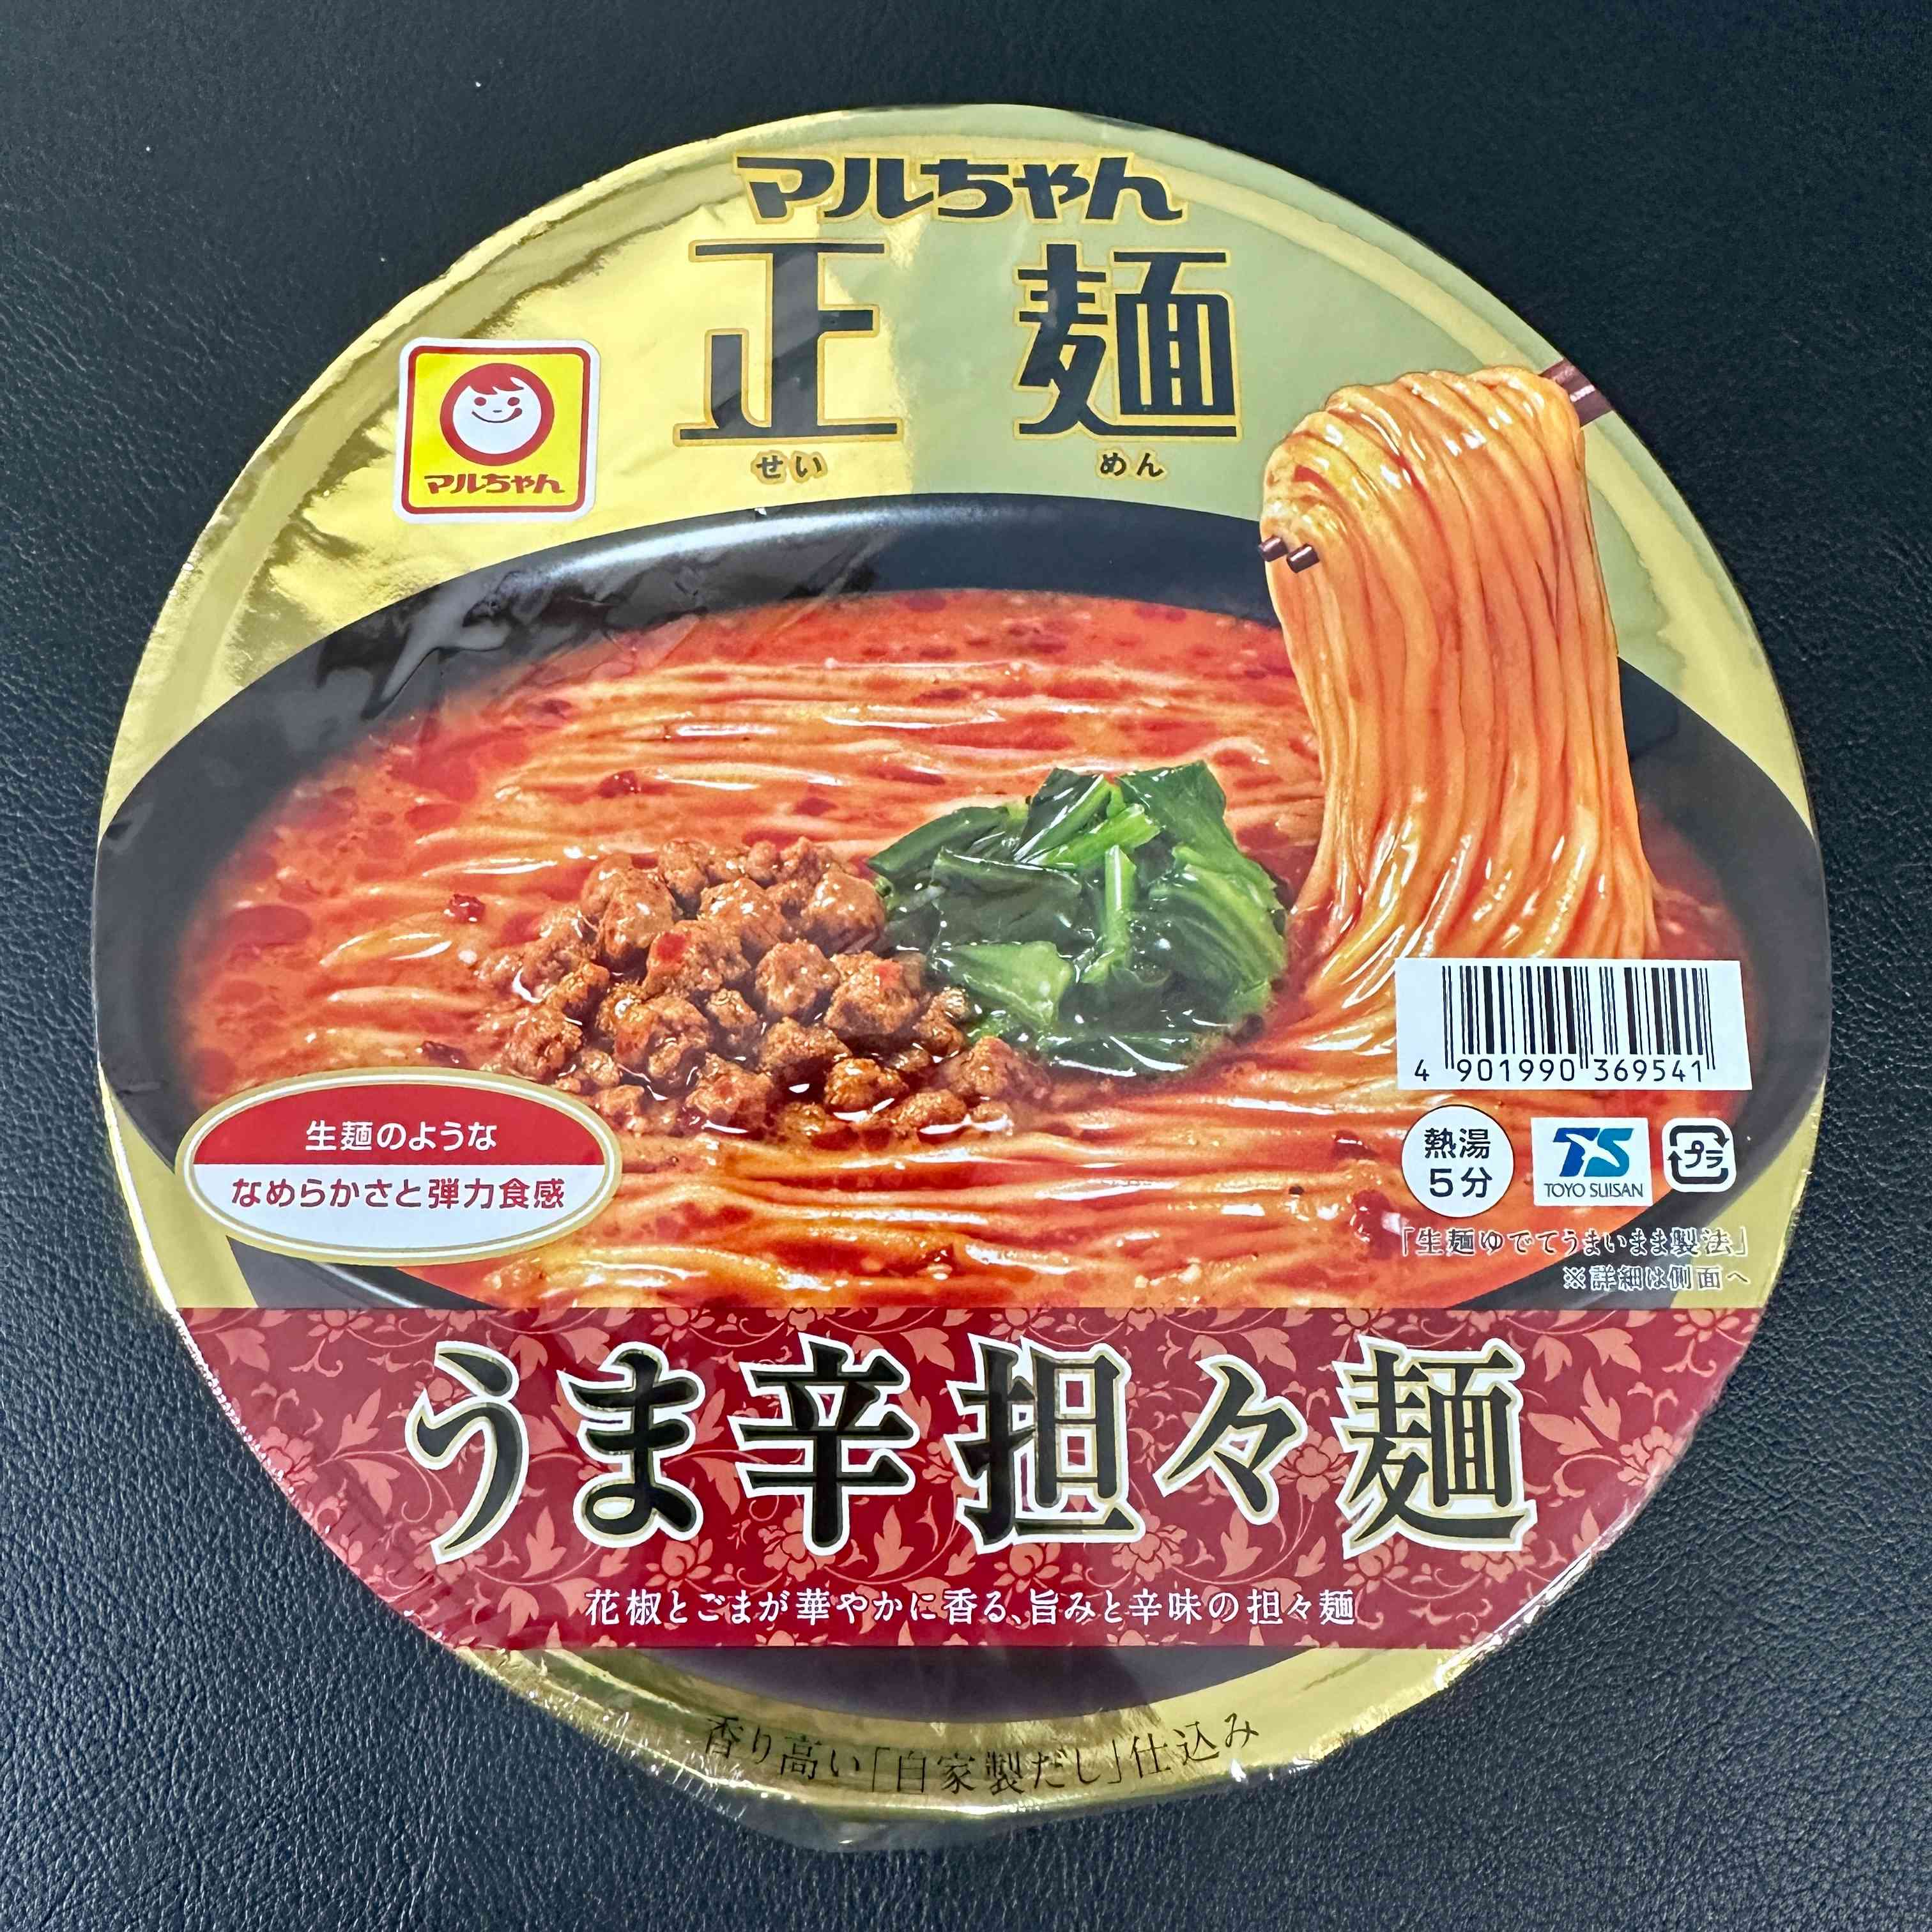 マルちゃん
正麺
せいめん
マルちゃん
4 901990 369541
生麺のような
なめらかさと弾力食感
熱湯
5分
TS
TOYO SUISAN
プラ
「生麺ゆでてうまいまま製法」
※詳細は側面へ
うま辛担々麺
花椒とごまが華やかに香る、旨みと辛味の担々麺
香り高い「自家製だし」仕込み